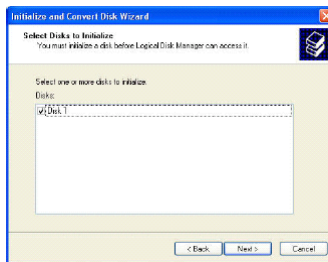 Initialize and Convert Disk Wizard
Select Disks to Initialize
You must initialize a disk before Logical Disk Manager can access it.
Select one or more disks to initialize.
Disks:
Disk 1
< Back
Next >
Cancel